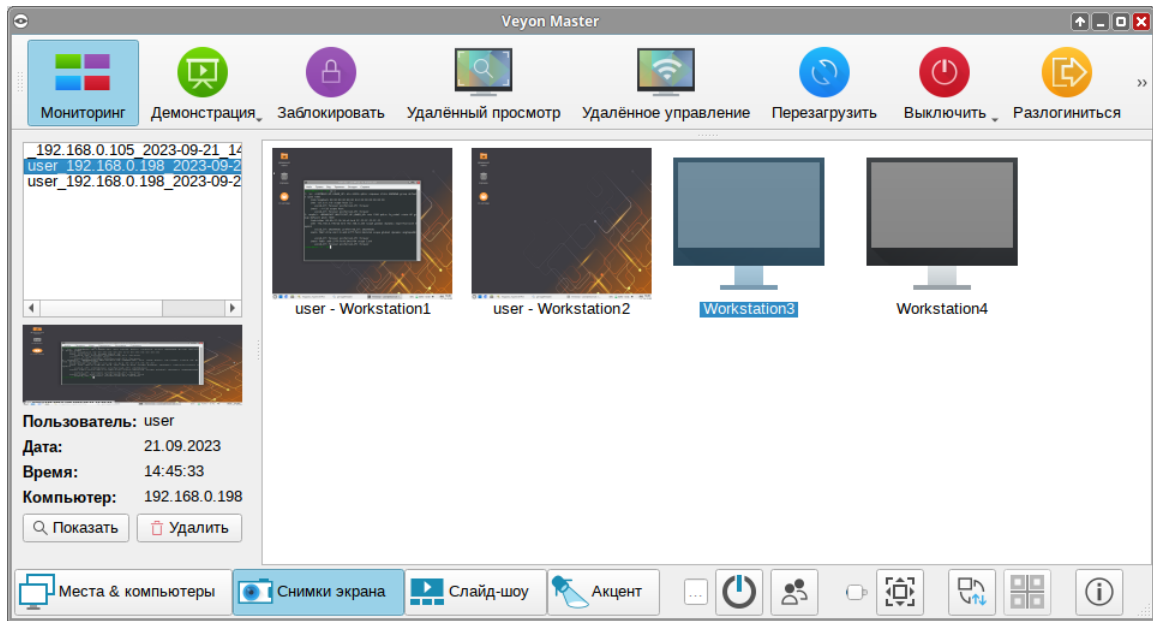 Veyon Master
Мониторинг
Демонстрация
Заблокировать
Удалённый просмотр
Удалённое управление
Перезагрузить
Выключить
Разлогиниться
»
_192.168.0.105_2023-09-21_14
user_192.168.0.198_2023-09-2
user_192.168.0.198_2023-09-2
user - Workstation1
user - Workstation2
Workstation3
Workstation4
Пользователь: user
Дата: 21.09.2023
Время: 14:45:33
Компьютер: 192.168.0.198
Показать
Удалить
Места & компьютеры
Снимки экрана
Слайд-шоу
Акцент
...